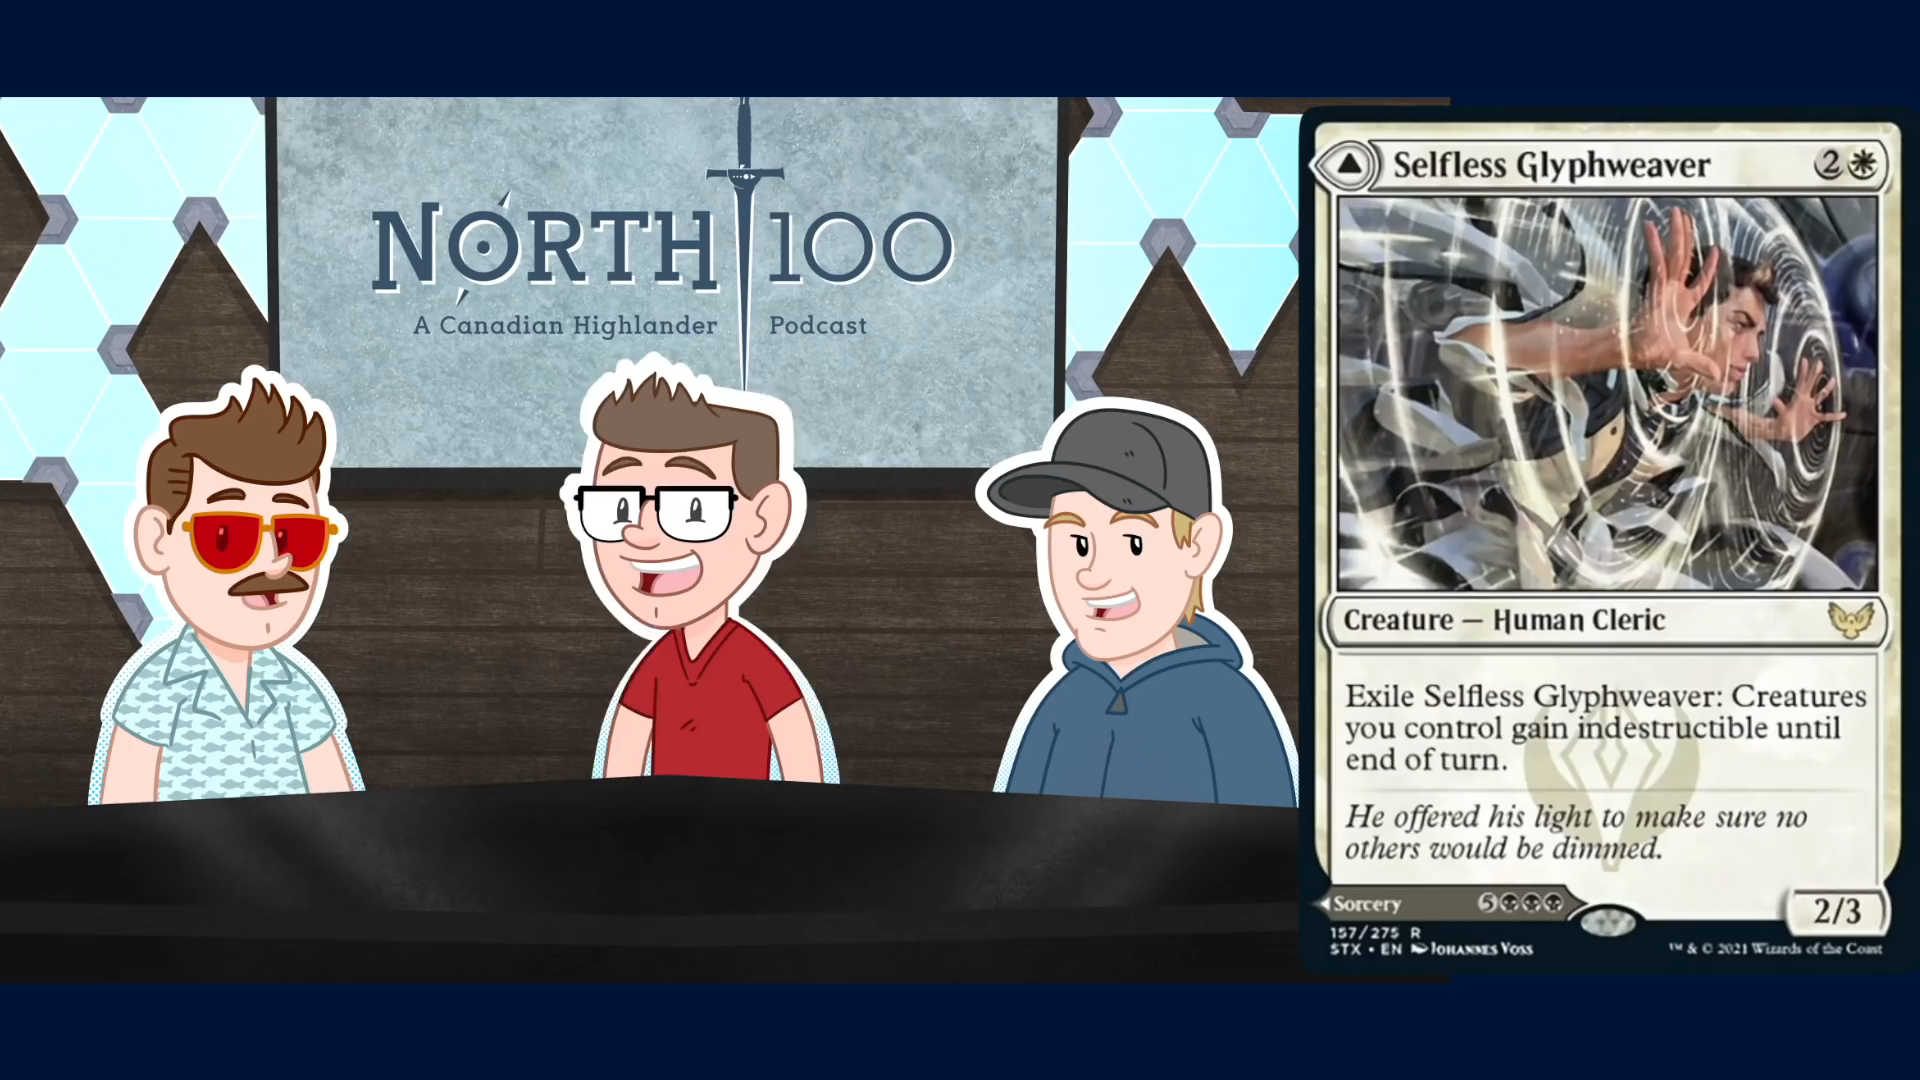 NORTH 100
A Canadian Highlander Podcast
Selfless Glyphweaver 2
Creature — Human Cleric
Exile Selfless Glyphweaver: Creatures
you control gain indestructible until
end of turn.
He offered his light to make sure no
others would be dimmed.
Sorcery 5
2/3
157/275 R
STX • EN Johannes Voss
™ & © 2021 Wizards of the Coast